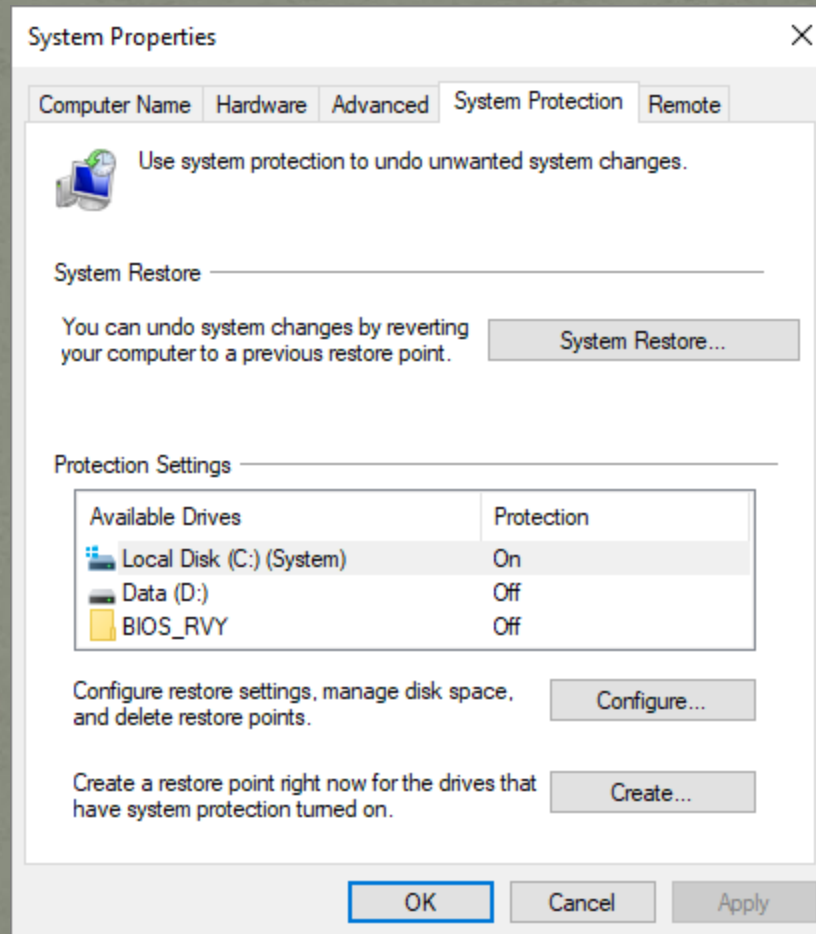 System Properties
Computer Name Hardware Advanced System Protection Remote
Use system protection to undo unwanted system changes.
System Restore
You can undo system changes by reverting
your computer to a previous restore point.
System Restore...
Protection Settings
Available Drives Protection
Local Disk (C:) (System) On
Data (D:) Off
BIOS_RVY Off
Configure restore settings, manage disk space,
and delete restore points.
Configure...
Create a restore point right now for the drives that
have system protection turned on.
Create...
OK Cancel Apply